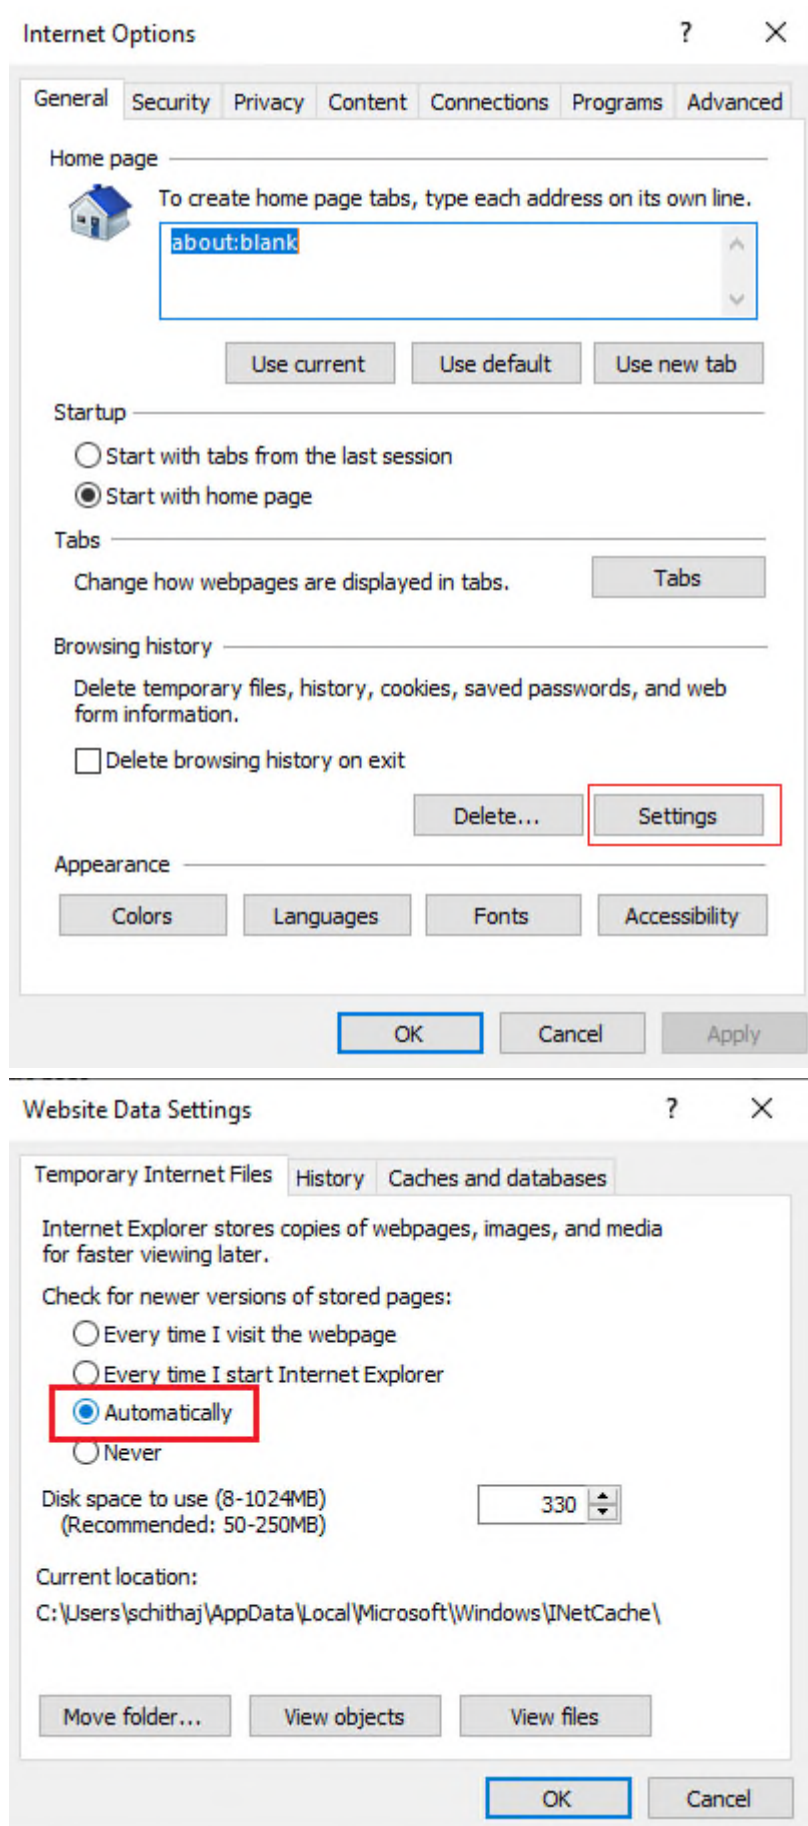 Internet Options ?
General Security Privacy Content Connections Programs Advanced
Home page
To create home page tabs, type each address on its own line.
about:blank
Use current Use default Use new tab
Startup
Start with tabs from the last session
Start with home page
Tabs
Change how webpages are displayed in tabs. Tabs
Browsing history
Delete temporary files, history, cookies, saved passwords, and web
form information.
Delete browsing history on exit
Delete... Settings
Appearance
Colors Languages Fonts Accessibility
OK Cancel Apply
Website Data Settings ?
Temporary Internet Files History Caches and databases
Internet Explorer stores copies of webpages, images, and media
for faster viewing later.
Check for newer versions of stored pages:
Every time I visit the webpage
Every time I start Internet Explorer
Automatically
Never
Disk space to use (8-1024MB) 330
(Recommended: 50-250MB)
Current location:
C:\Users\schithaj\AppData\Local\Microsoft\Windows\INetCache\
Move folder... View objects View files
OK Cancel